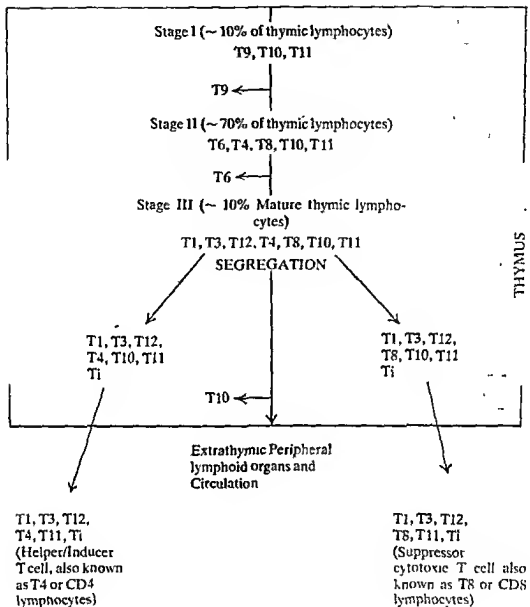 Stage I (~ 10% of thymic lymphocytes)
T9, T10, T11
T9
Stage II (~ 70% of thymic lymphocytes)
T6, T4, T8, T10, T11
T6
Stage III (~ 10% Mature thymic lympho-
cytes)
T1, T3, T12, T4, T8, T10, T11
SEGREGATION
THYMUS
T1, T3, T12,
T4, T10, T11
Ti
T1, T3, T12,
T8, T10, T11
Ti
T10
Extrathymic Peripheral
lymphoid organs and
Circulation
T1, T3, T12,
T4, T11, Ti
(Helper/Inducer
T cell, also known
as T4 or CD4
lymphocytes)
T1, T3, T12,
T8, T11, Ti
(Suppressor
cytotoxic T cell also
known as T8 or CD8
lymphocytes)